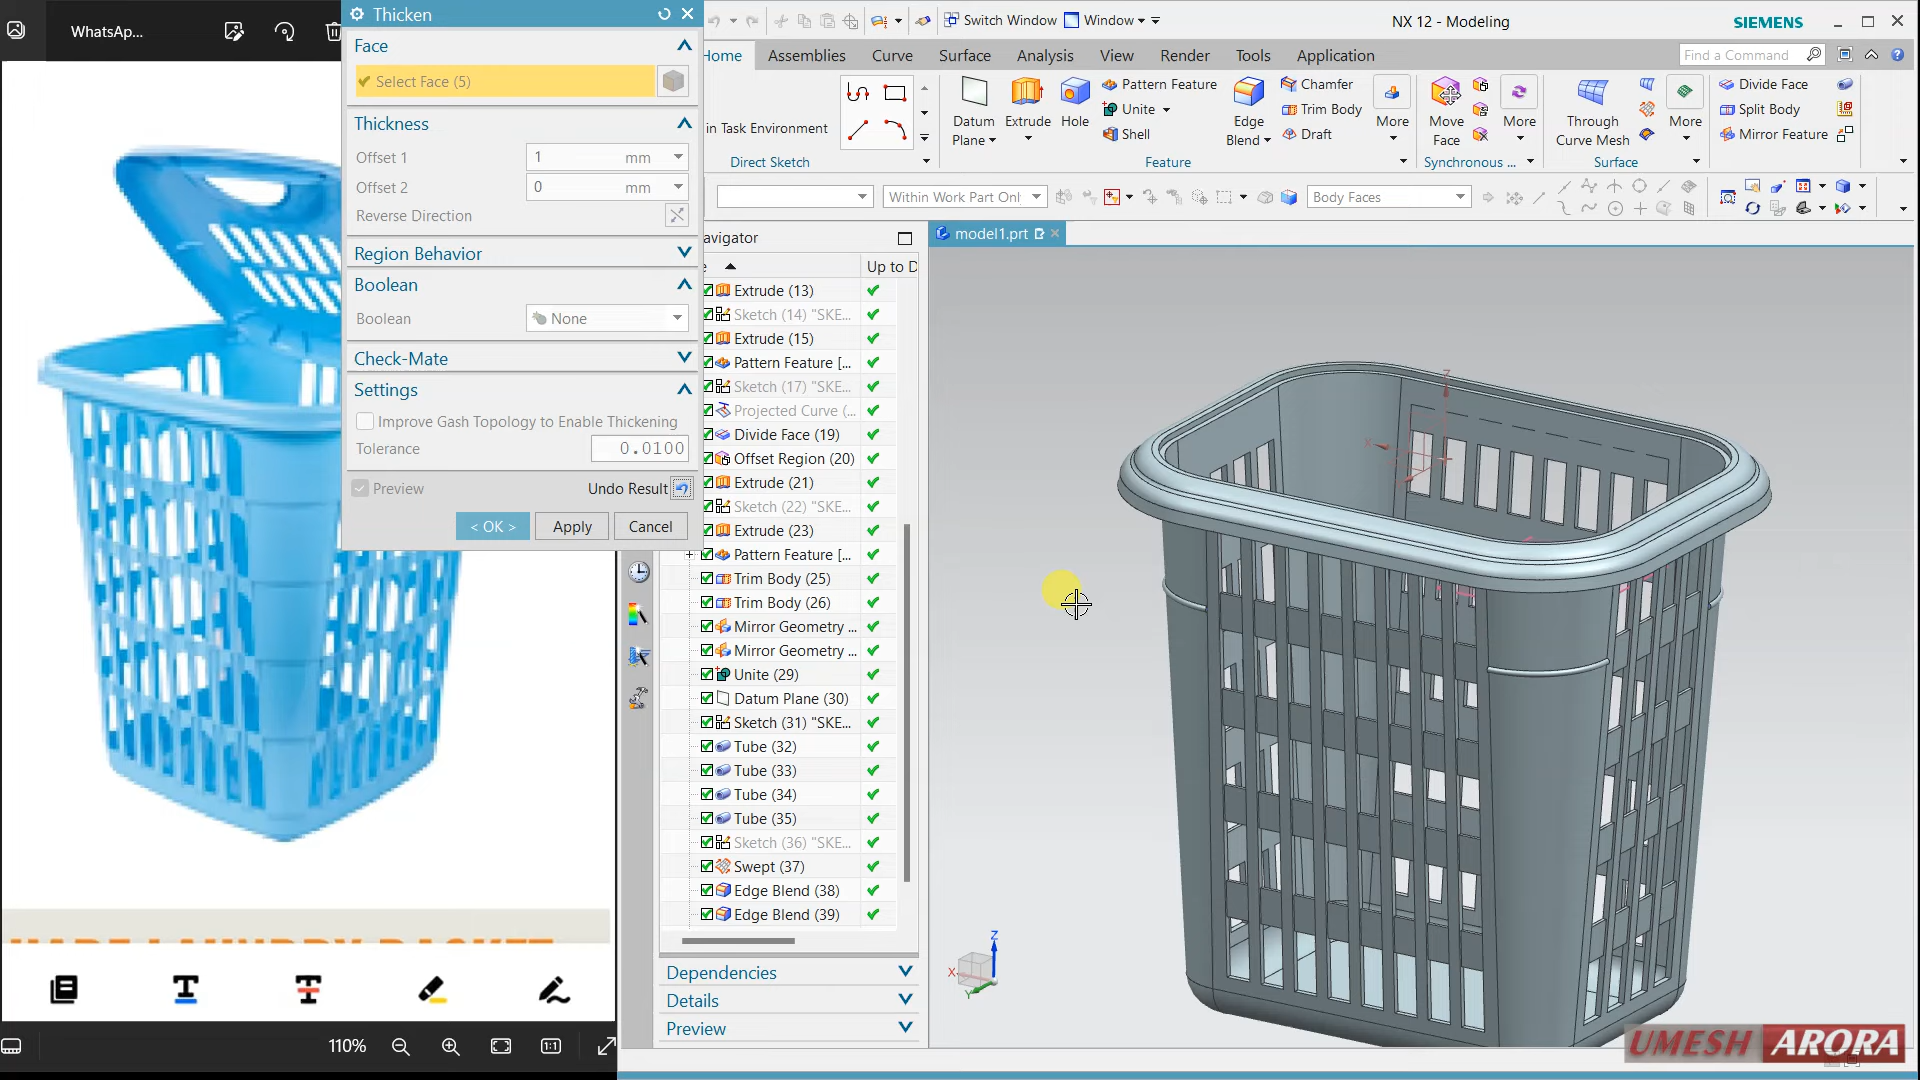 WhatsAp...
Thicken
Face
Select Face (5)
Thickness
Offset 1
1 mm
Offset 2
0 mm
Reverse Direction
Region Behavior
Boolean
Boolean
None
Check-Mate
Settings
Improve Gash Topology to Enable Thickening
Tolerance
0.0100
Preview
Undo Result
< OK >
Apply
Cancel
110%
1:1
Switch Window
Window
NX 12 - Modeling
SIEMENS
Home
Assemblies
Curve
Surface
Analysis
View
Render
Tools
Application
Find a Command
in Task Environment
Direct Sketch
Datum Plane
Extrude
Hole
Pattern Feature
Unite
Shell
Edge Blend
Chamfer
Trim Body
Draft
More
Feature
Move Face
More
Synchronous ...
Through Curve Mesh
More
Surface
Divide Face
Split Body
Mirror Feature
Within Work Part Onl
Body Faces
avigator
model1.prt
Up to D
Extrude (13)
Sketch (14) "SKE...
Extrude (15)
Pattern Feature [...
Sketch (17) "SKE...
Projected Curve (...
Divide Face (19)
Offset Region (20)
Extrude (21)
Sketch (22) "SKE...
Extrude (23)
Pattern Feature [...
Trim Body (25)
Trim Body (26)
Mirror Geometry ...
Mirror Geometry ...
Unite (29)
Datum Plane (30)
Sketch (31) "SKE...
Tube (32)
Tube (33)
Tube (34)
Tube (35)
Sketch (36) "SKE...
Swept (37)
Edge Blend (38)
Edge Blend (39)
Dependencies
Details
Preview
Z
X
Z
X
Y
UMESH ARORA